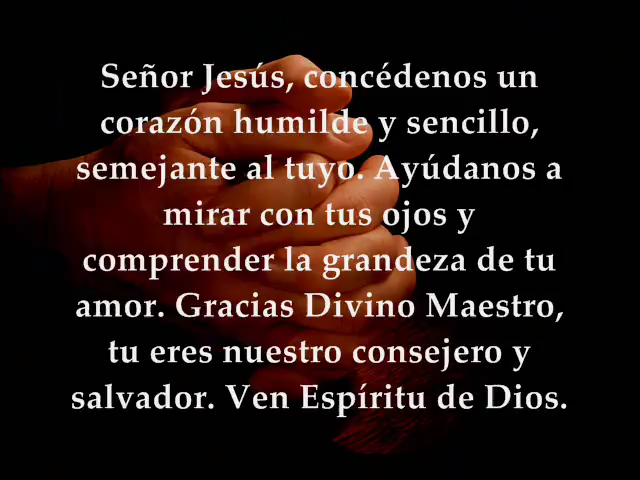 Señor Jesús, concédenos un
corazón humilde y sencillo,
semejante al tuyo. Ayúdanos a
mirar con tus ojos y
comprender la grandeza de tu
amor. Gracias Divino Maestro,
tu eres nuestro consejero y
salvador. Ven Espíritu de Dios.